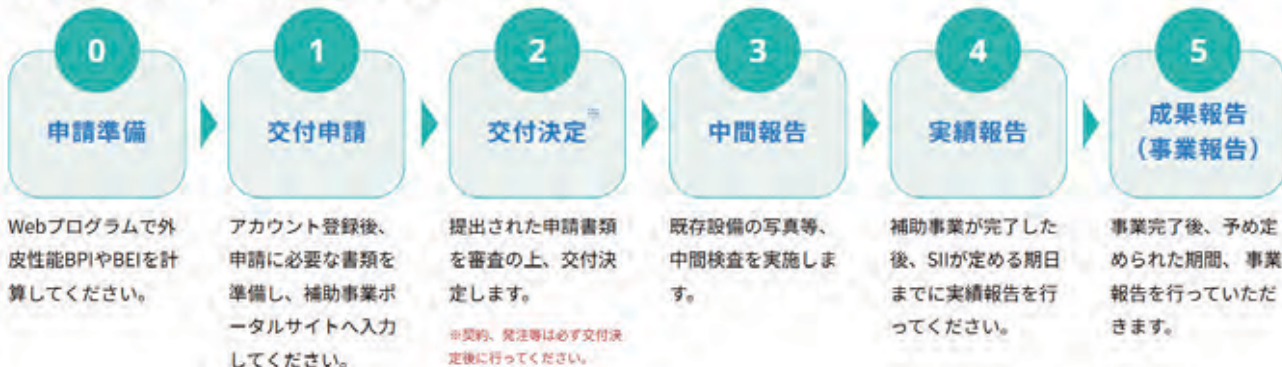 0
申請準備
Webプログラムで外
皮性能BPIやBEIを計
算してください。
1
交付申請
アカウント登録後、
申請に必要な書類を
準備し、補助事業ポ
ータルサイトへ入力
してください。
2
交付決定※
提出された申請書類
を審査の上、交付決
定します。
※契約、発注等は必ず交付決
定後に行ってください。
3
中間報告
既存設備の写真等、
中間検査を実施しま
す。
4
実績報告
補助事業が完了した
後、SIIが定める期日
までに実績報告を行
ってください。
5
成果報告
（事業報告）
事業完了後、予め定
められた期間、事業
報告を行っていただ
きます。